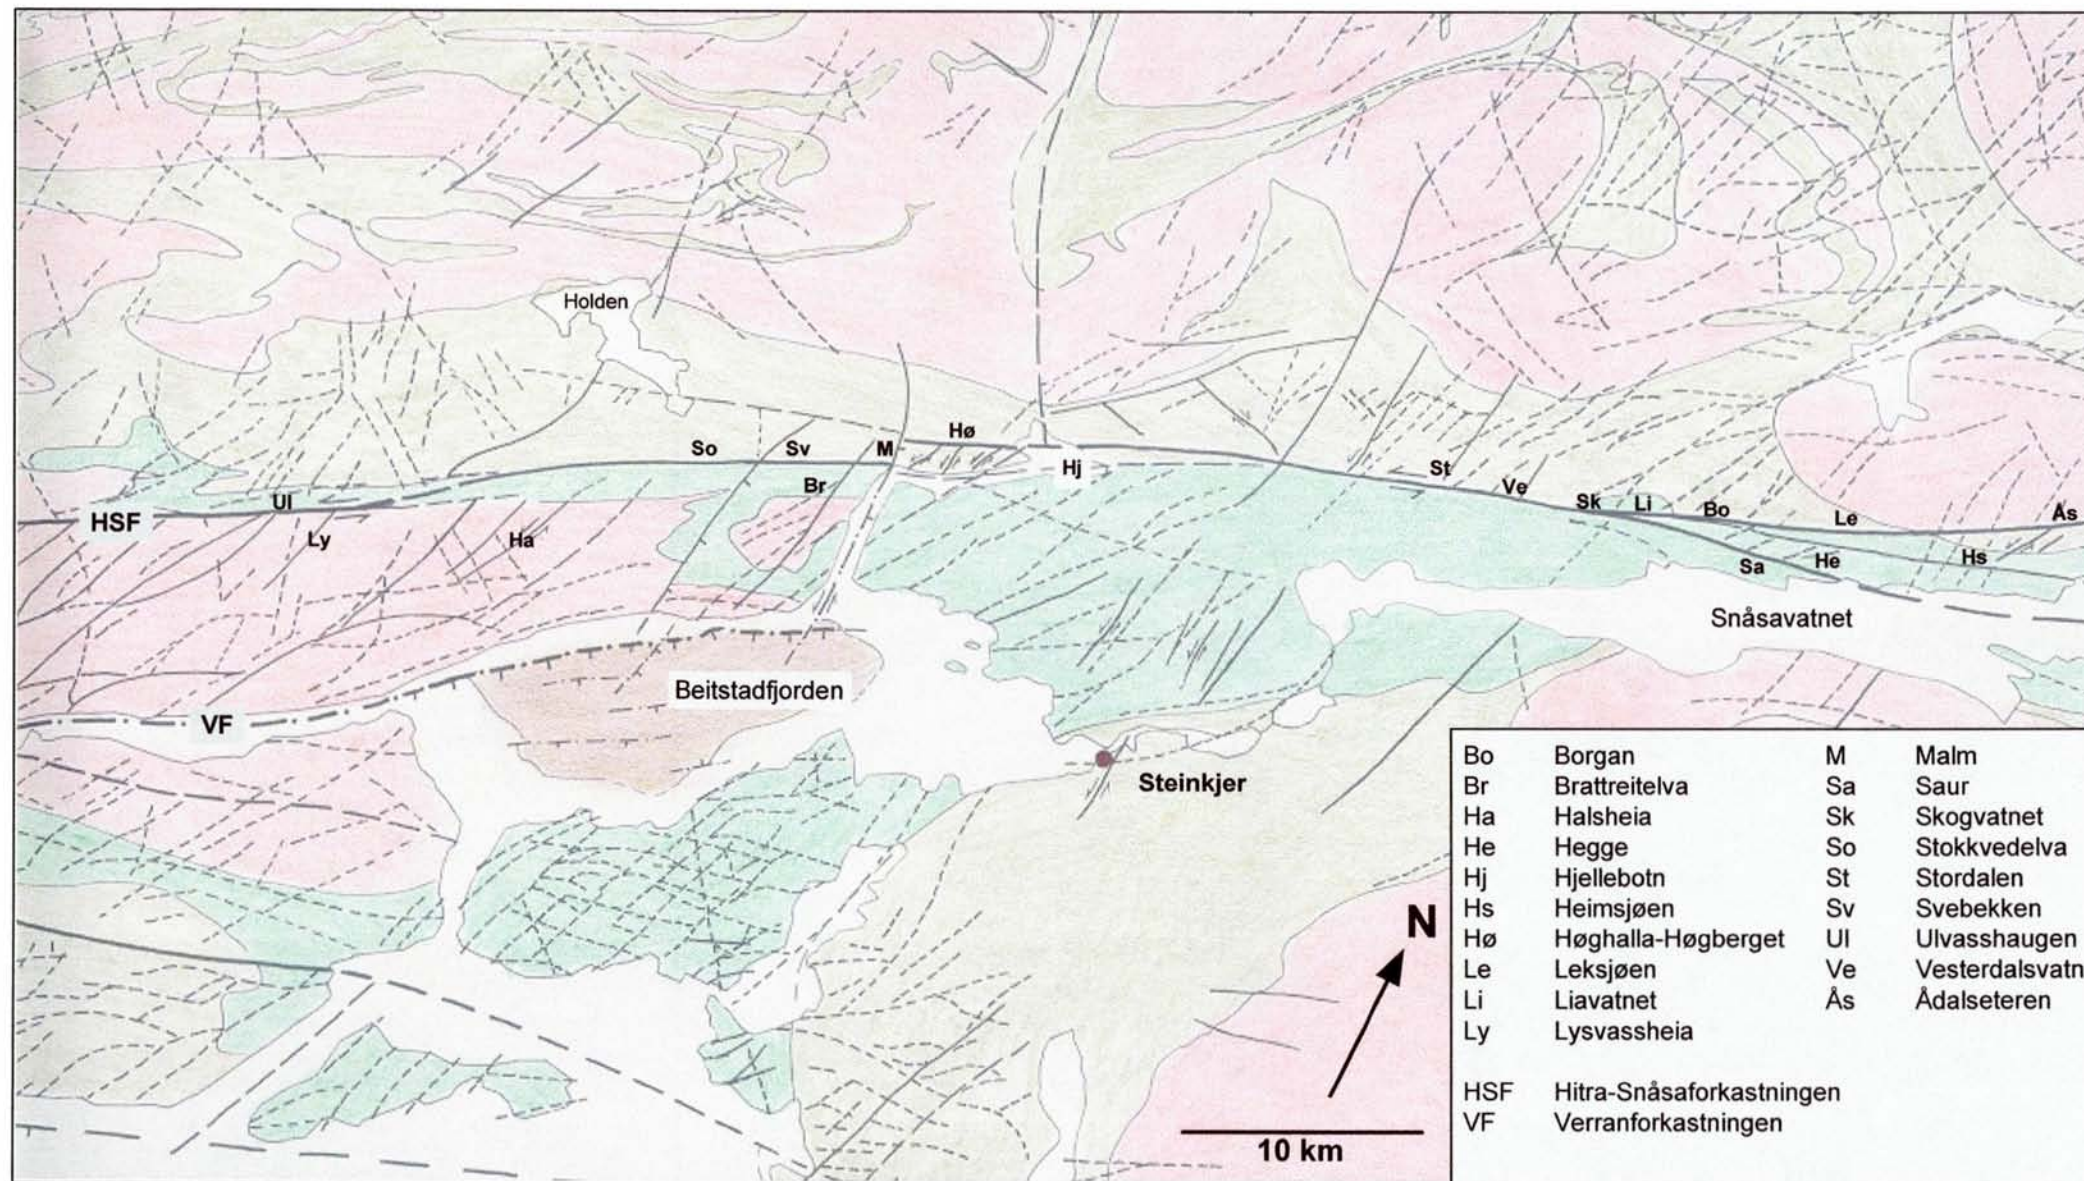 Holden
Hø
So
Sv
M
Hj
St
Br
Ve
Ul
Sk
Li
Bo
Le
Ås
HSF
Ly
Ha
Sa
He
Hs
Snåsavatnet
Beitstadfjorden
VF
Steinkjer
N
10 km
Bo Borgan M Malm
Br Brattreitelva Sa Saur
Ha Halsheia Sk Skogvatnet
He Hegge So Stokkvedelva
Hj Hjellebotn St Stordalen
Hs Heimsjøen Sv Svebekken
Hø Høghalla-Høgberget Ul Ulvasshaugen
Le Leksjøen Ve Vesterdalsvatn
Li Liavatnet Ås Ådalseteren
Ly Lysvassheia
HSF Hitra-Snåsaforkastningen
VF Verranforkastningen